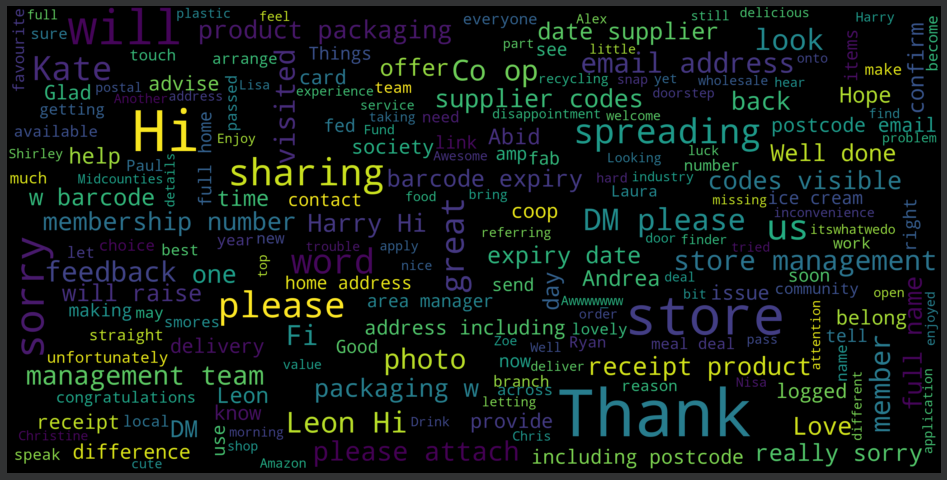 full
plastic
feel
everyone
Alex
still
delicious
Harry
favourite
sure
will
product packaging
Things
part
see
date supplier
little
look
onto
items
confirm
become
touch
arrange
Kate
postal
advise
Glad
Another
address
Lisa
visited
card
experience
offer
team
Co op
recycling
snap
yet
email address
wholesale
hear
make
doorstep
Hope
getting
available
Hi
passed
Enjoy
full home
service
taking
need
supplier codes
disappointment
welcome
back
find
fed
Fund
link
Abid
spreading
postcode email
problem
Shirley
help
Paul
Midcounties
details
society
Awesome
amp
fab
Looking
luck
number
Well done
much
sharing
barcode expiry
hard
industry
codes visible
w barcode
time
contact
food
bring
Laura
missing
ice cream
membership number
Harry Hi
great
coop
DM please
us
inconvenience
itswhatwedo
right
let
choice
best
year
new
trouble
apply
referring
door
finder
tried
work
sorry
feedback
one
top
word
nice
expiry date
store management
will raise
home address
send
day
Andrea
deal
soon
making
may
smores
please
area manager
Awwwwwww
bit
issue
community
open
full name
enjoyed
straight
Fi
address including
order
lovely
store
attention
belong
unfortunately
delivery
Good
Zoe
Well
Ryan
meal deal
pass
tell
name
management team
value
photo
now
deliver
receipt product
member
congratulations
Leon
packaging w
across
branch
reason
Nisa
logged
different
application
receipt
local
DM
know
letting
Thank
use
morning
Leon Hi
Drink
provide
Love
Christine
shop
Chris
speak
difference
cute
Amazon
please attach
including postcode
really sorry